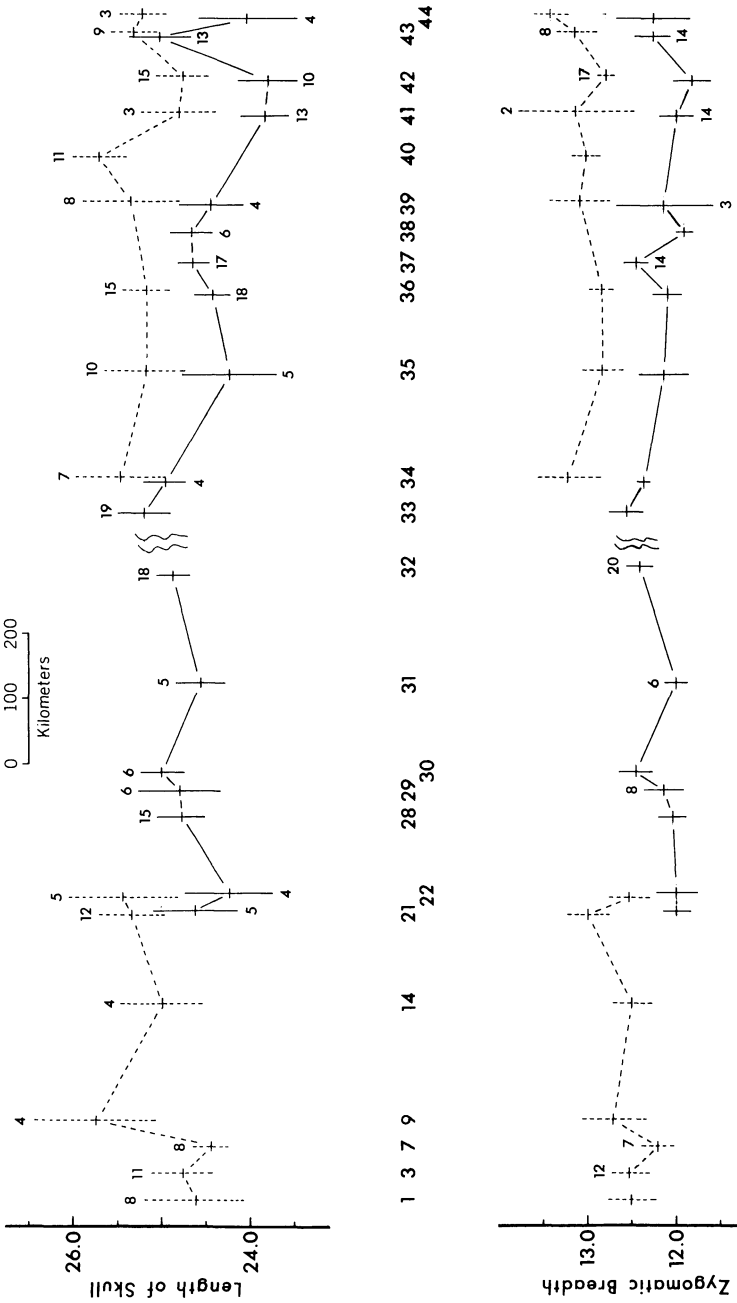 0 100 200
Kilometers
Length of Skull
26.0
24.0
8 11 8 4 4 12 5 15 6 6 5 18 19 7 10 15 8 11 3 15 9 3
5 4 4 5 18 17 6 4 13 10 13 4
1 3 7 9 14 21 22 28 29 30 31 32 33 34 35 36 37 38 39 40 41 42 43 44
Zygomatic Breadth
13.0
12.0
12 7 8 6 20 14 3 2 14 17 8 14